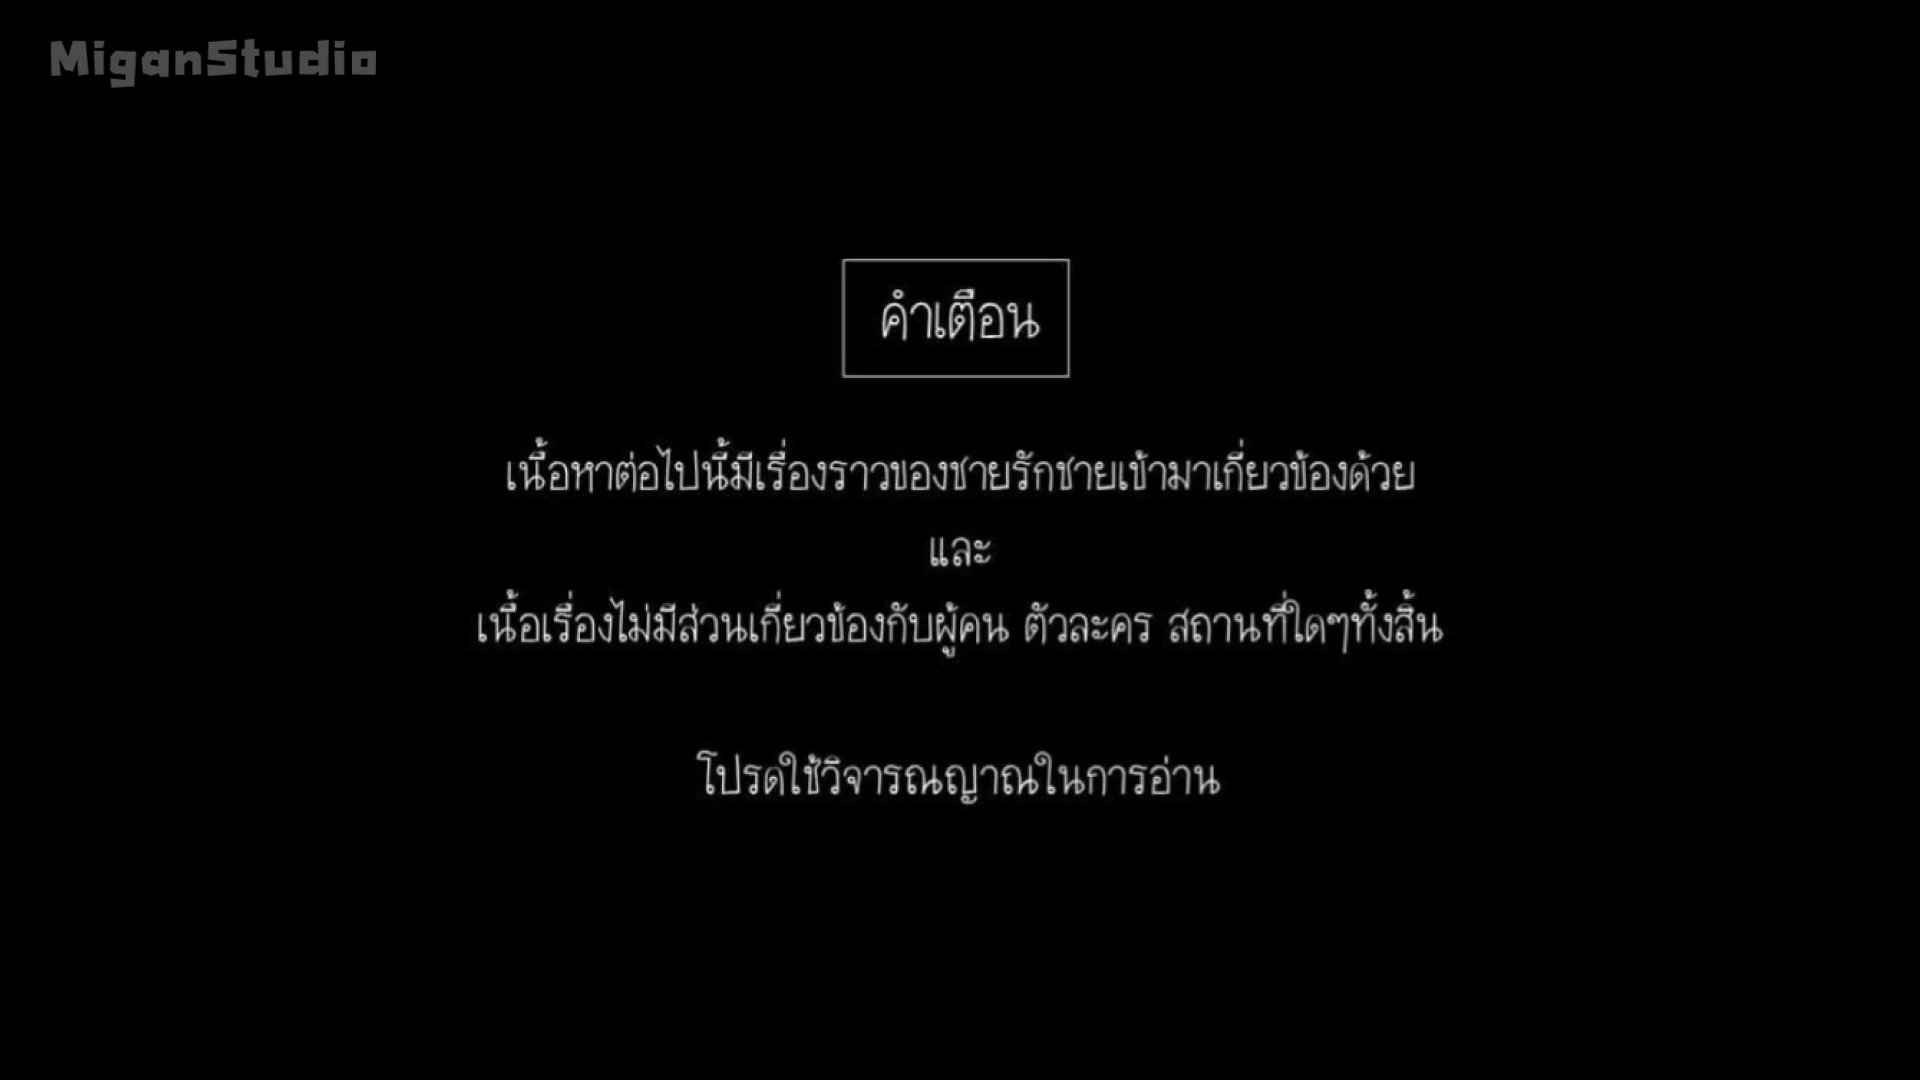 MiganStudio
คำเตือน
เนื้อหาต่อไปนี้มีเรื่องราวของชายรักชายเข้ามาเกี่ยวข้องด้วย
และ
เนื้อเรื่องไม่มีส่วนเกี่ยวข้องกับผู้คน ตัวละคร สถานที่ใดๆทั้งสิ้น
โปรดใช้วิจารณญาณในการอ่าน